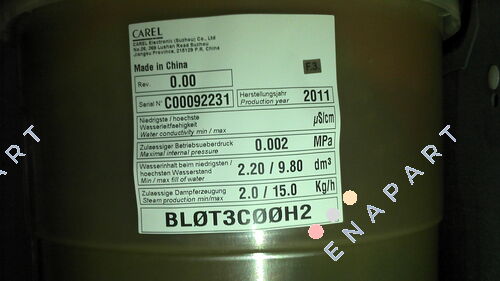 CAREL
CAREL Electronic (Suzhou) Co., Ltd
No.26, 369 Lushan Road Suzhou
Jiangsu Province, 215129 P.R. China
Made in China
F3
Rev. 0.00
Serial N° C00092231
Herstellungsjahr
Production year 2011
Niedrigste / hoechste
Wasserleitfaehigkeit
Water conductivity min / max
µS/cm
Zulaessiger Betriebsueberdruck
Maximal internal pressure
0.002 MPa
Wasserinhalt beim niedrigsten /
hoechsten Wasserstand
Min / max fill of water
2.20 / 9.80 dm³
Zulaessige Dampferzeugung
Steam production min/max
2.0 / 15.0 Kg/h
BLØT3CØØH2
ENAPART
ENAPART
ENAPART